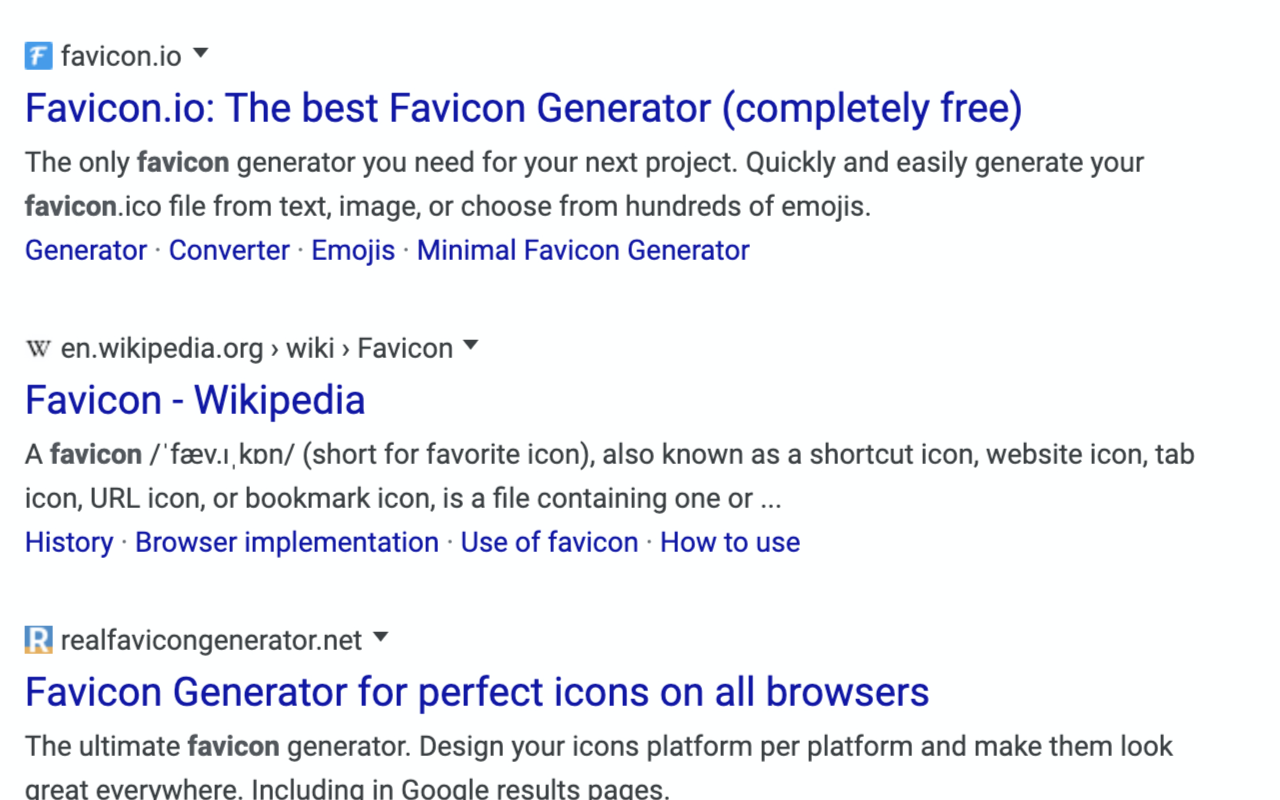 favicon.io
Favicon.io: The best Favicon Generator (completely free)
The only favicon generator you need for your next project. Quickly and easily generate your
favicon.ico file from text, image, or choose from hundreds of emojis.
Generator · Converter · Emojis · Minimal Favicon Generator
W en.wikipedia.org › wiki › Favicon
Favicon - Wikipedia
A favicon /ˈfæv.ɪˌkɒn/ (short for favorite icon), also known as a shortcut icon, website icon, tab
icon, URL icon, or bookmark icon, is a file containing one or ...
History · Browser implementation · Use of favicon · How to use
R realfavicongenerator.net
Favicon Generator for perfect icons on all browsers
The ultimate favicon generator. Design your icons platform per platform and make them look
great everywhere. Including in Google results pages.